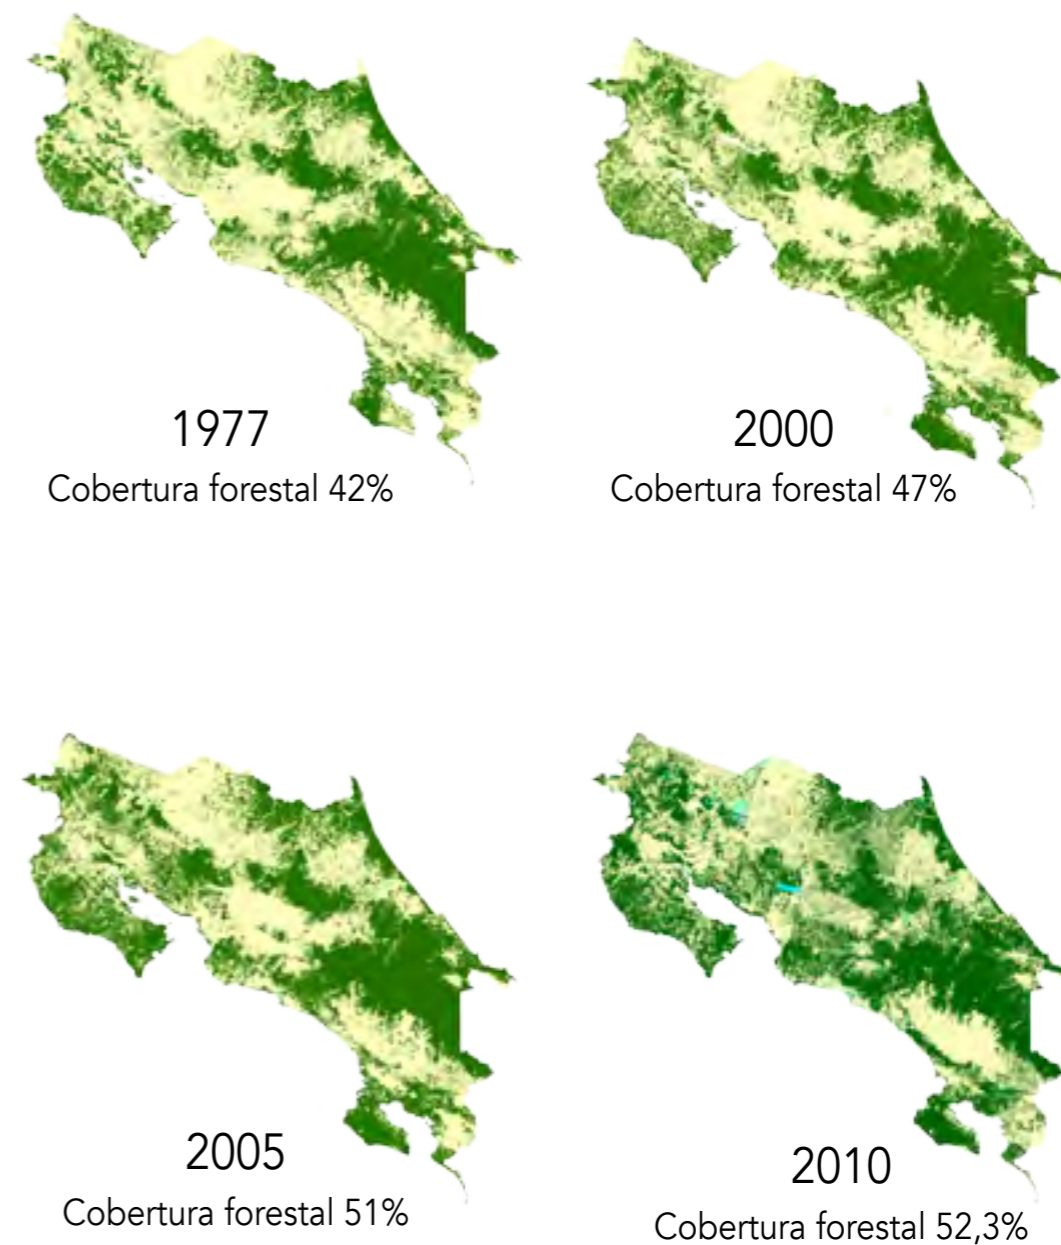 1977
Cobertura forestal 42%
2000
Cobertura forestal 47%
2005
Cobertura forestal 51%
2010
Cobertura forestal 52,3%